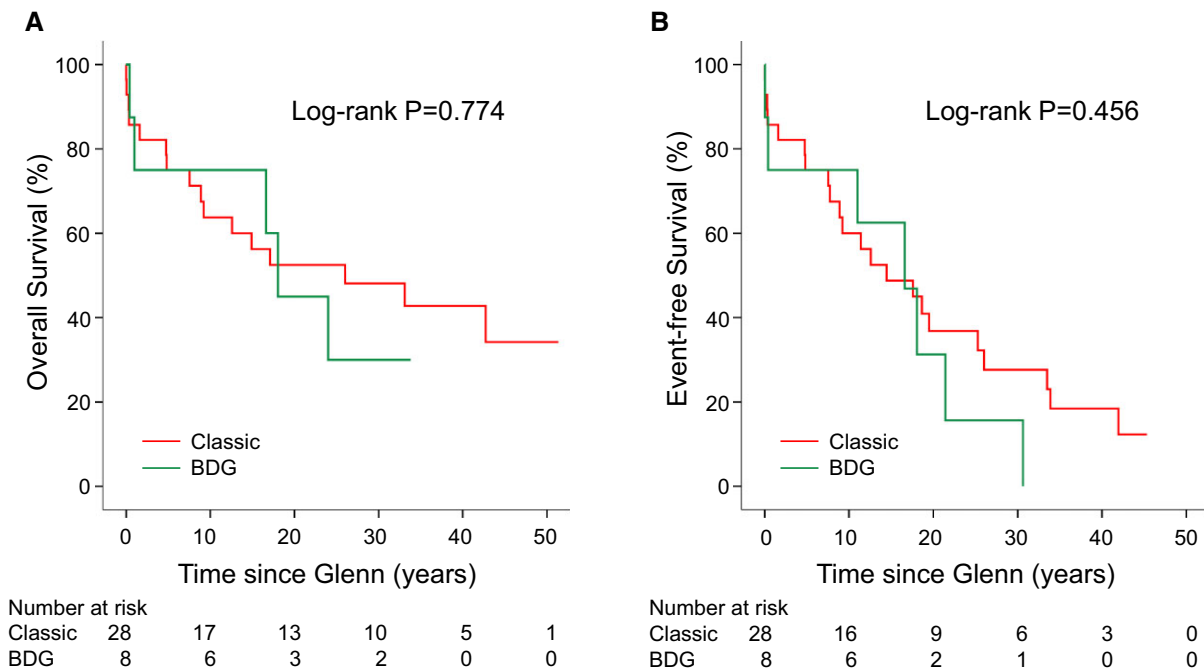 A
Overall Survival (%)
100
80
60
40
20
0
Log-rank P=0.774
Classic
BDG
0 10 20 30 40 50
Time since Glenn (years)
Number at risk
Classic 28 17 13 10 5 1
BDG 8 6 3 2 0 0
B
Event-free Survival (%)
100
80
60
40
20
0
Log-rank P=0.456
Classic
BDG
0 10 20 30 40 50
Time since Glenn (years)
Number at risk
Classic 28 16 9 6 3 0
BDG 8 6 2 1 0 0